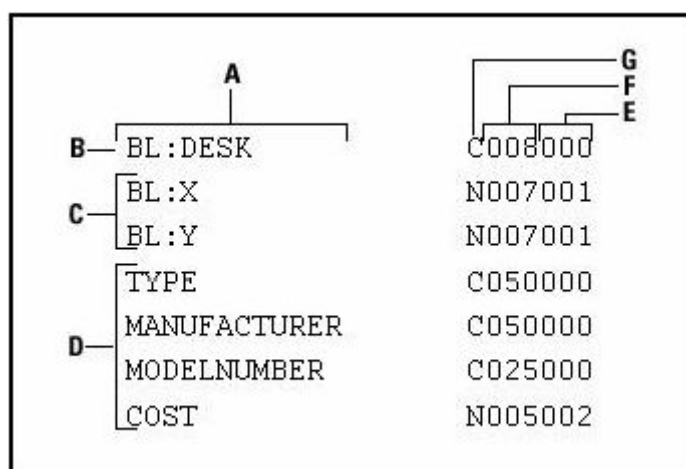 A
G
F
E
B BL:DESK C008000
C BL:X N007001
BL:Y N007001
TYPE C050000
MANUFACTURER C050000
D MODELNUMBER C025000
COST N005002